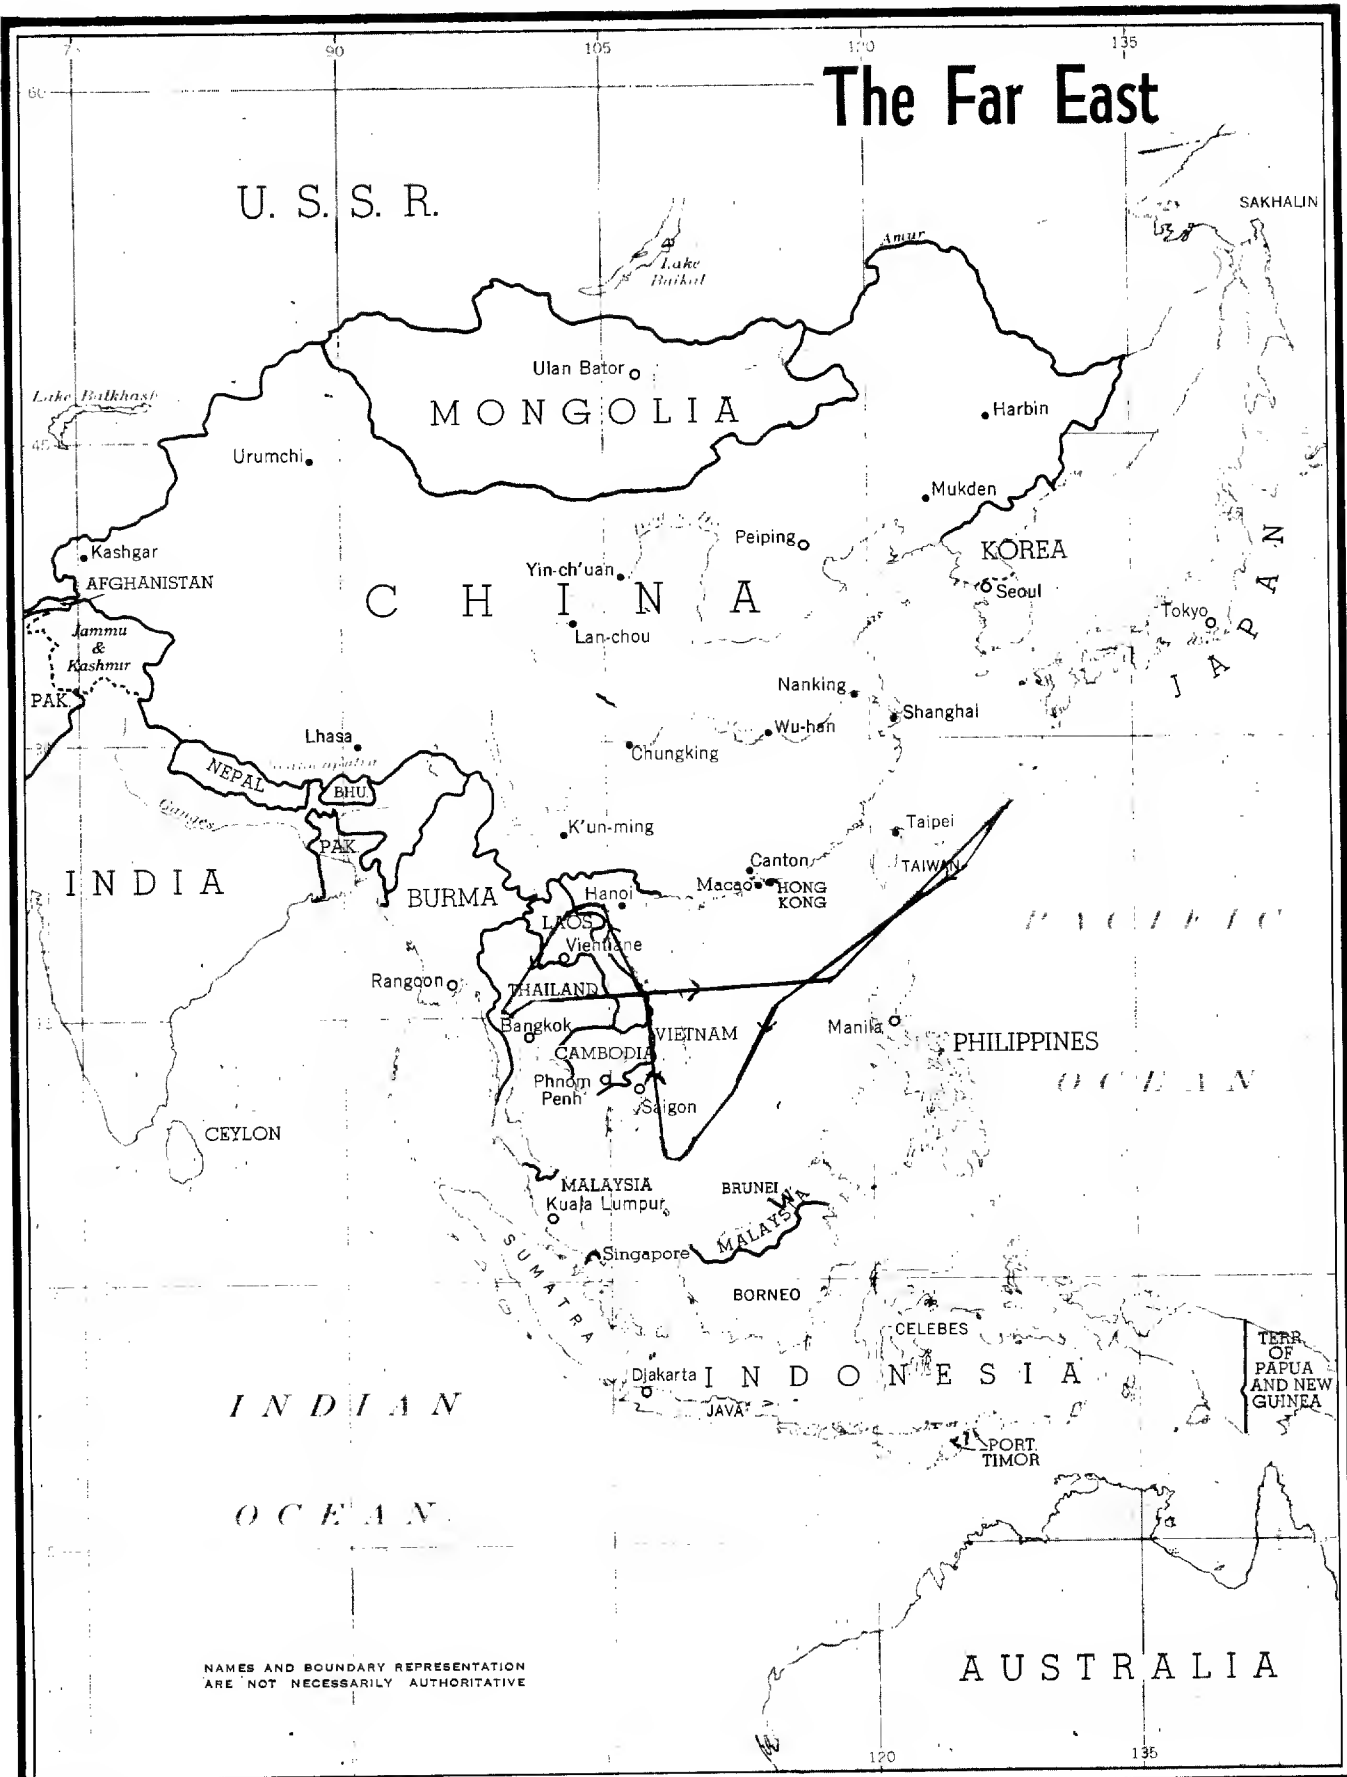 90
105
120
135
60
The Far East
U. S. S. R.
SAKHALIN
Amur
Lake
Baikal
Ulan Bator
Lake Balkhash
MONGOLIA
Harbin
45
Urumchi
Mukden
Peiping
Kashgar
KOREA
Yin-ch'uan
AFGHANISTAN
Seoul
CHINA
Tokyo
JAPAN
Lan-chou
Jammu
&
Kashmir
PAK.
Nanking
Shanghai
Wu-han
Lhasa
30
Chungking
NEPAL
BHU.
Ganges
K'un-ming
Taipei
PAK.
Canton
TAIWAN
INDIA
Macao
HONG
KONG
BURMA
Hanoi
PACIFIC
LAOS
Vientiane
Rangoon
THAILAND
Bangkok
VIETNAM
Manila
PHILIPPINES
CAMBODIA
OCEAN
Phnom
Penh
Saigon
CEYLON
MALAYSIA
BRUNEI
Kuala Lumpur
MALAYSIA
SUMATRA
Singapore
BORNEO
CELEBES
TERR.
OF
PAPUA
AND NEW
GUINEA
Djakarta
INDONESIA
JAVA
INDIAN
PORT.
TIMOR
OCEAN
AUSTRALIA
NAMES AND BOUNDARY REPRESENTATION
ARE NOT NECESSARILY AUTHORITATIVE
120
135